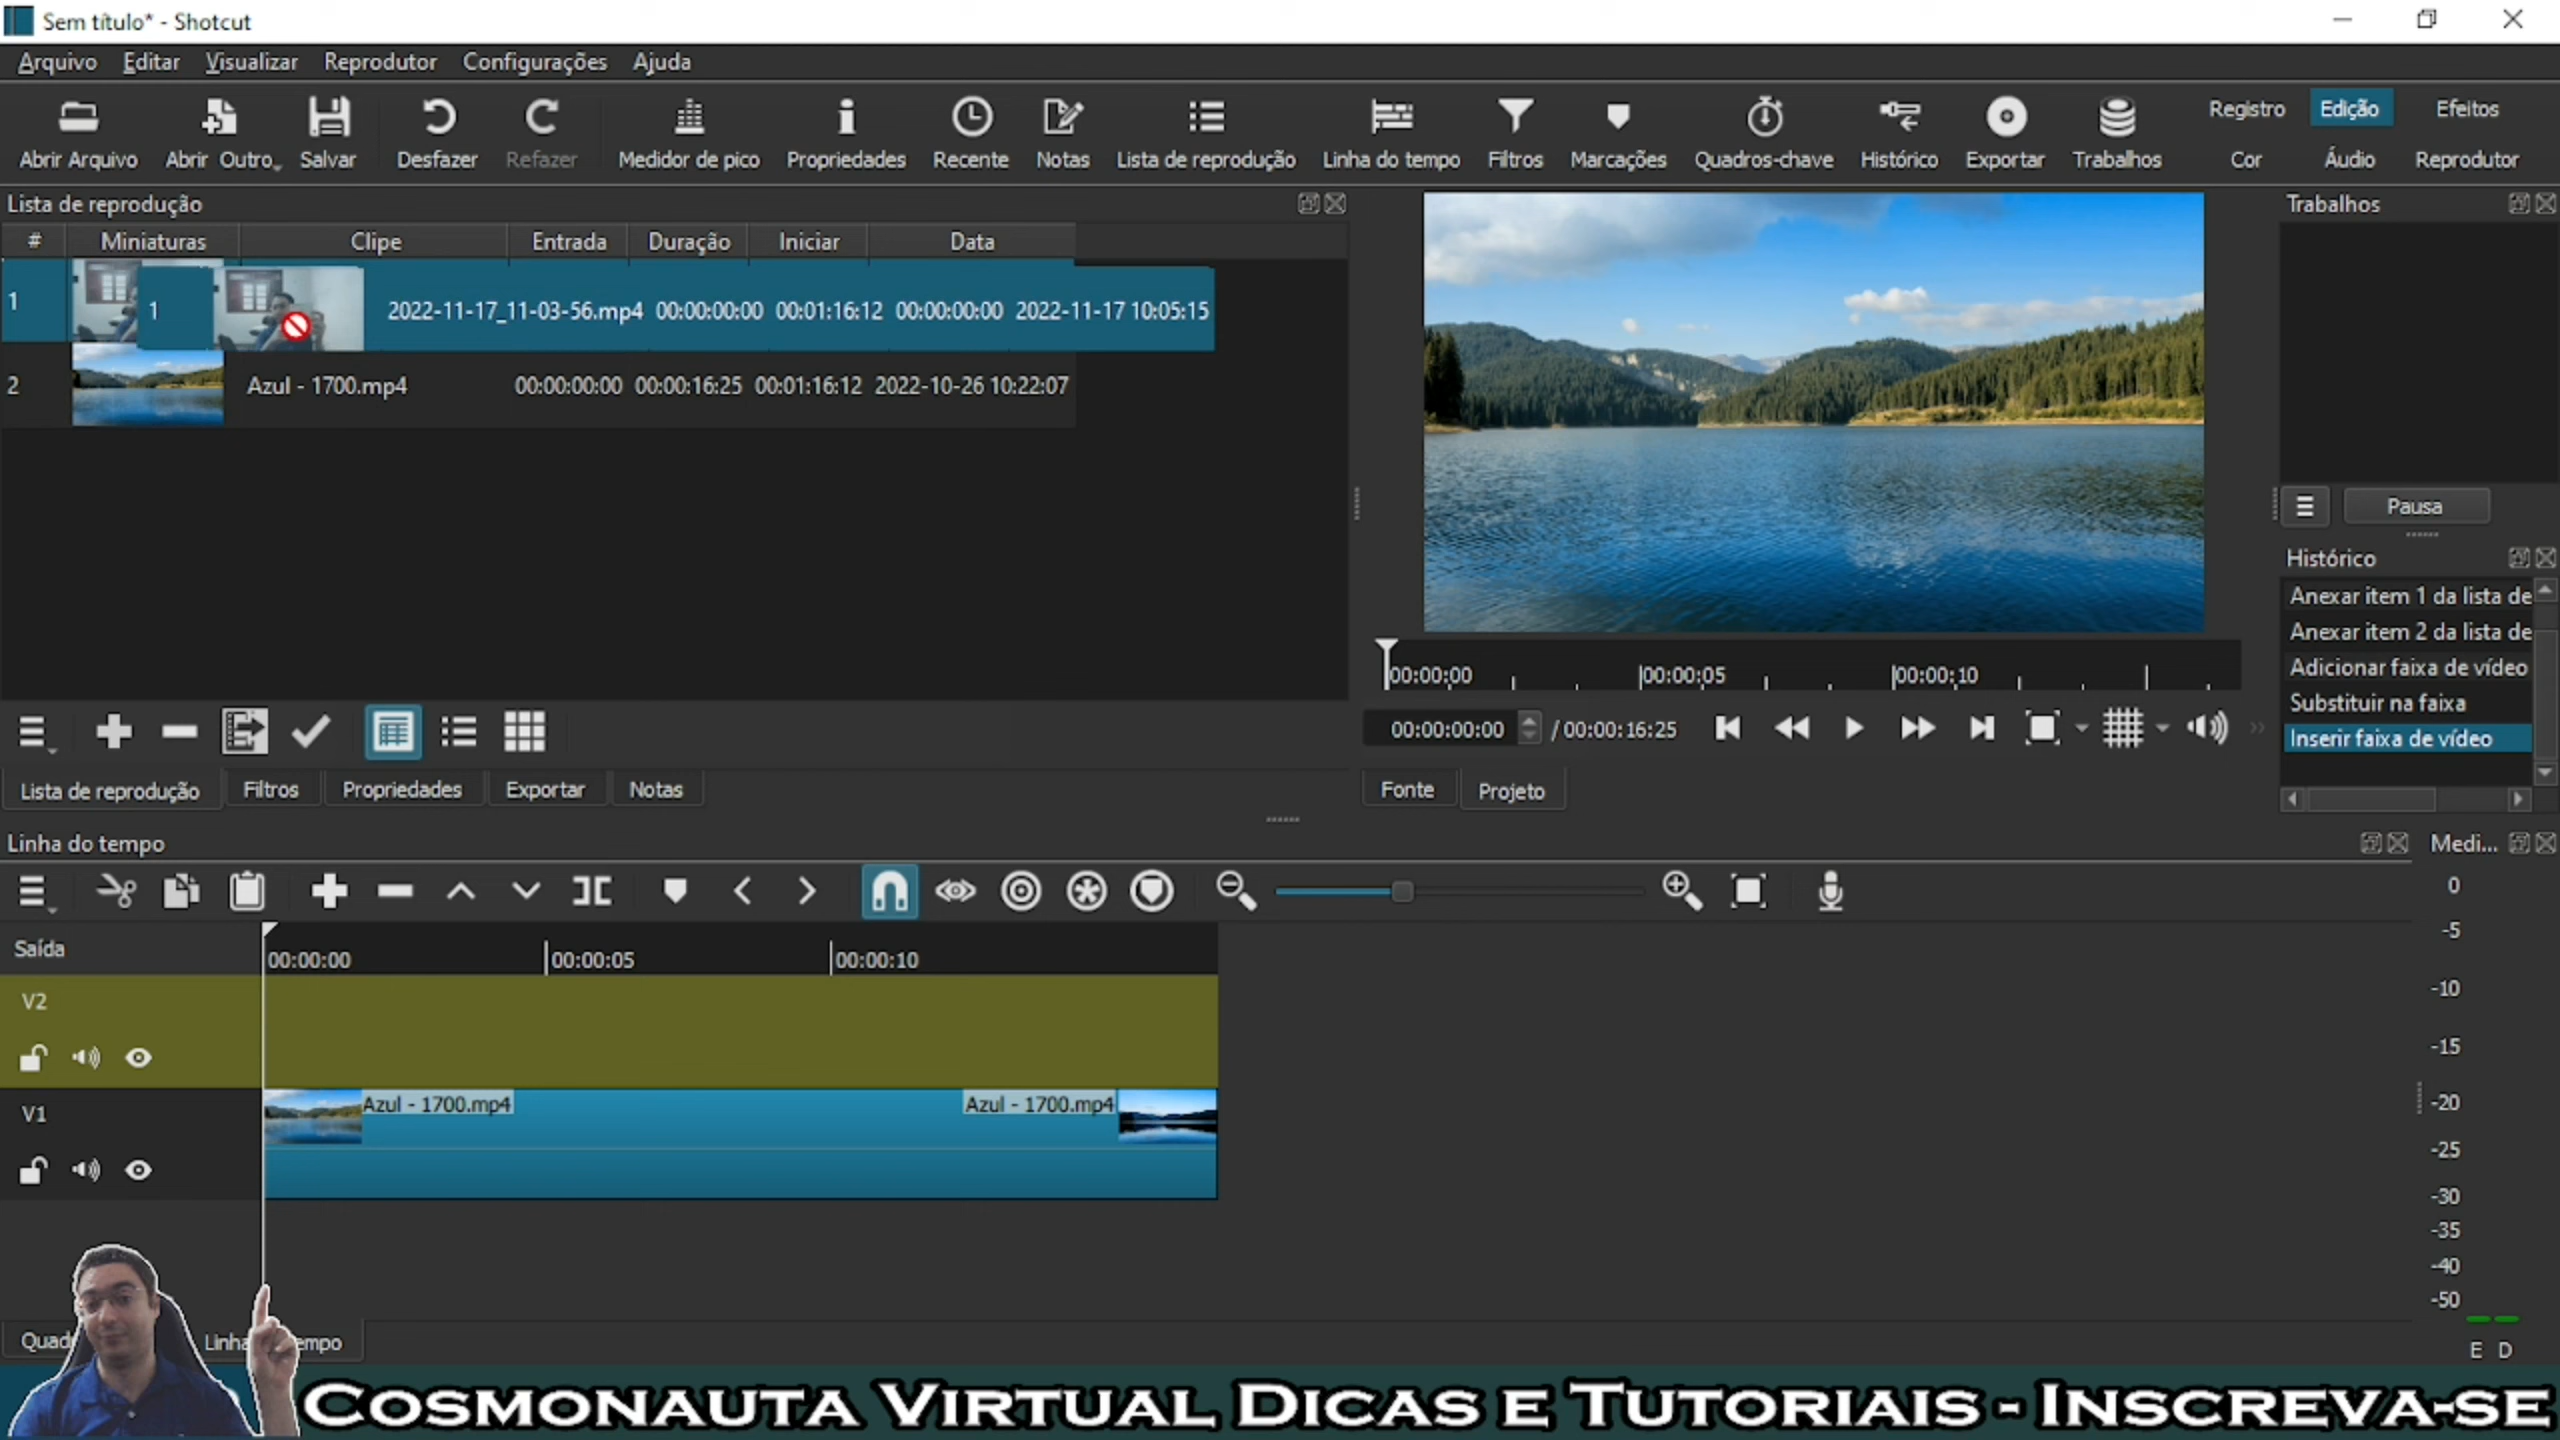 Sem título* - Shotcut
Arquivo Editar Visualizar Reprodutor Configurações Ajuda
Abrir Arquivo Abrir Outro Salvar Desfazer Refazer Medidor de pico Propriedades Recente Notas Lista de reprodução Linha do tempo Filtros Marcações Quadros-chave Histórico Exportar Trabalhos
Registro Edição Efeitos
Cor Áudio Reprodutor
Lista de reprodução
# Miniaturas Clipe Entrada Duração Iniciar Data
1 1 2022-11-17_11-03-56.mp4 00:00:00:00 00:01:16:12 00:00:00:00 2022-11-17 10:05:15
2 Azul - 1700.mp4 00:00:00:00 00:00:16:25 00:01:16:12 2022-10-26 10:22:07
Lista de reprodução Filtros Propriedades Exportar Notas
00:00:00 00:00:05 00:00:10
00:00:00:00 / 00:00:16:25
Fonte Projeto
Trabalhos
Pausa
Histórico
Anexar item 1 da lista de
Anexar item 2 da lista de
Adicionar faixa de vídeo
Substituir na faixa
Inserir faixa de vídeo
Linha do tempo
Saída
00:00:00 00:00:05 00:00:10
V2
V1
Azul - 1700.mp4 Azul - 1700.mp4
Medi...
0
-5
-10
-15
-20
-25
-30
-35
-40
-50
E D
Quad Linha empo
Cosmonauta Virtual Dicas e Tutoriais - Inscreva-se